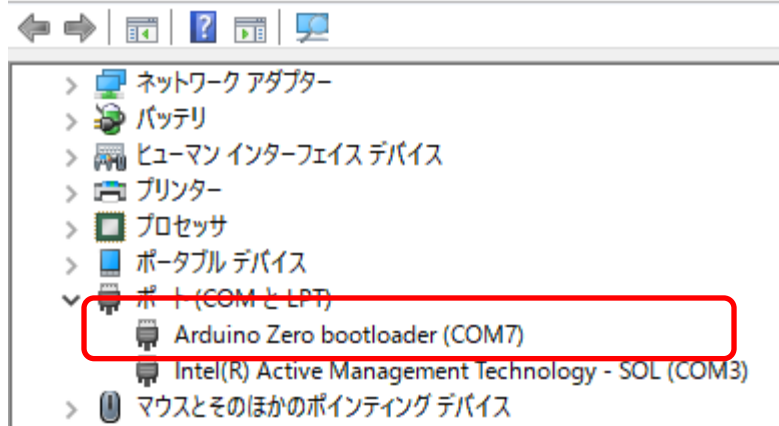 ネットワーク アダプター
バッテリ
ヒューマン インターフェイス デバイス
プリンター
プロセッサ
ポータブル デバイス
ポート (COM と LPT)
Arduino Zero bootloader (COM7)
Intel(R) Active Management Technology - SOL (COM3)
マウスとそのほかのポインティング デバイス